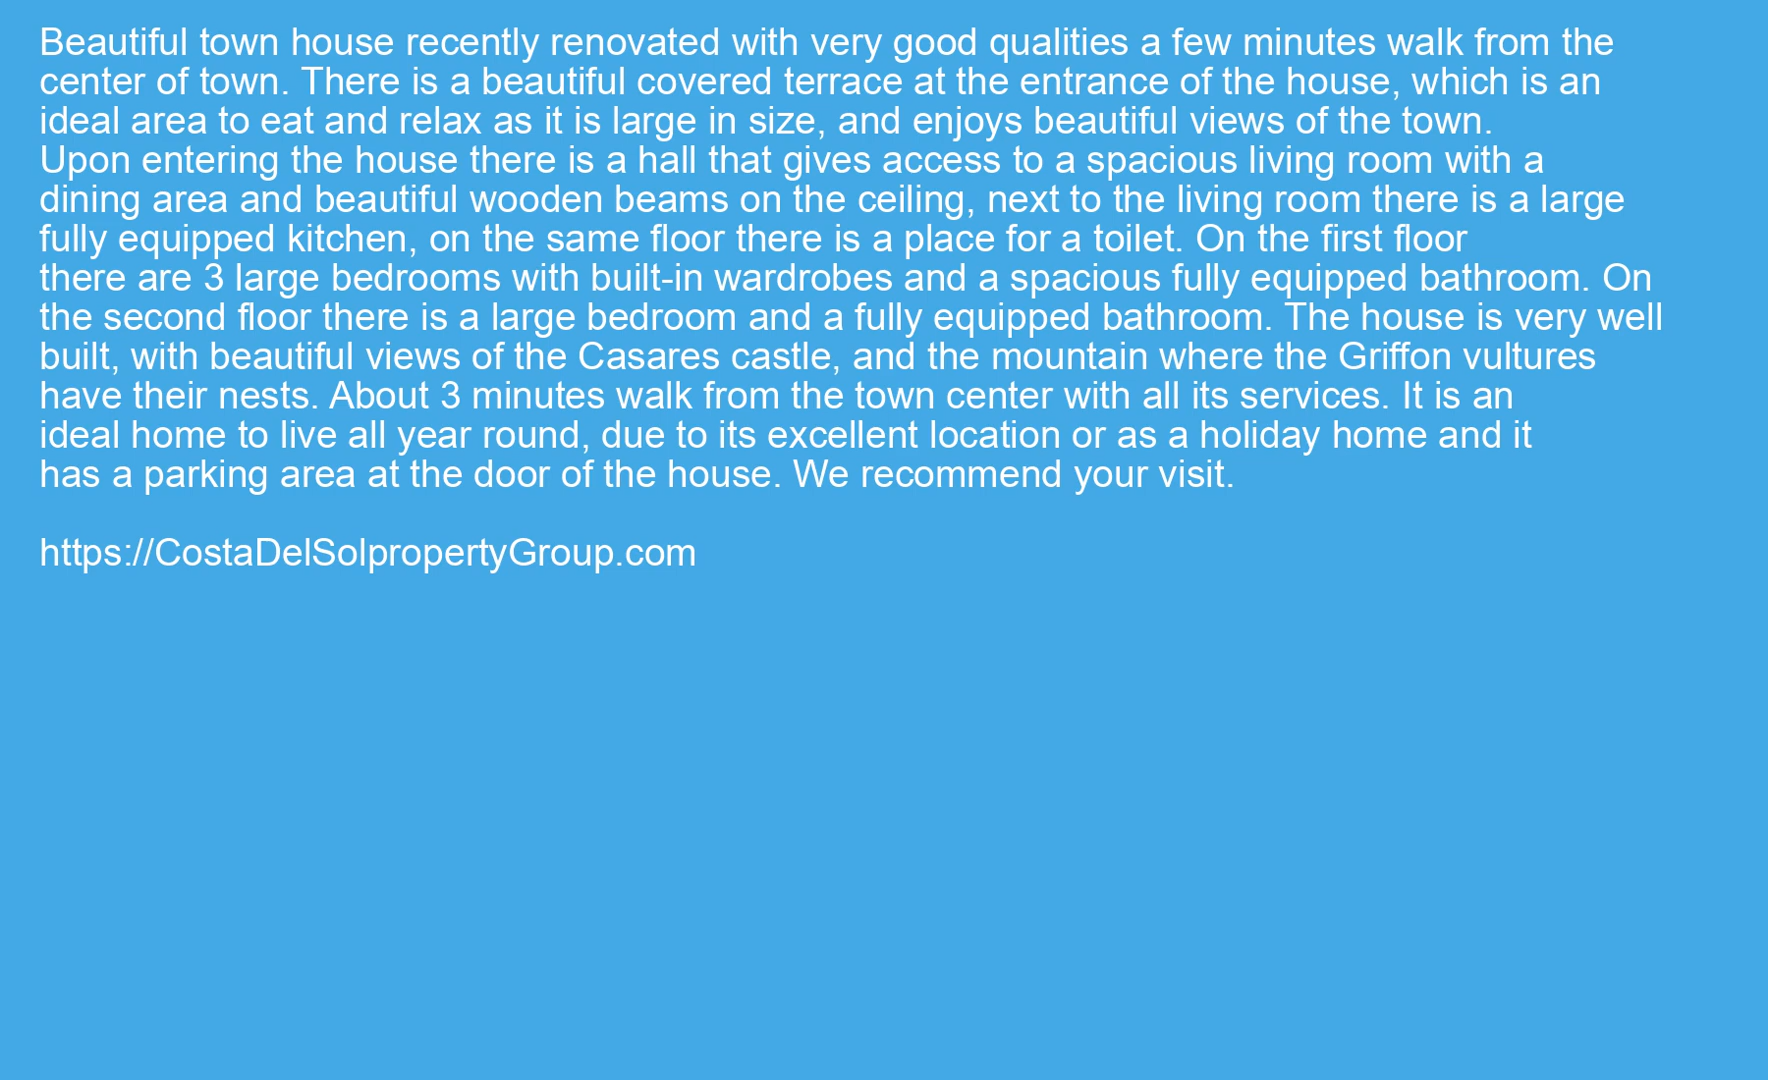 Beautiful town house recently renovated with very good qualities a few minutes walk from the
center of town. There is a beautiful covered terrace at the entrance of the house, which is an
ideal area to eat and relax as it is large in size, and enjoys beautiful views of the town.
Upon entering the house there is a hall that gives access to a spacious living room with a
dining area and beautiful wooden beams on the ceiling, next to the living room there is a large
fully equipped kitchen, on the same floor there is a place for a toilet. On the first floor
there are 3 large bedrooms with built-in wardrobes and a spacious fully equipped bathroom. On
the second floor there is a large bedroom and a fully equipped bathroom. The house is very well
built, with beautiful views of the Casares castle, and the mountain where the Griffon vultures
have their nests. About 3 minutes walk from the town center with all its services. It is an
ideal home to live all year round, due to its excellent location or as a holiday home and it
has a parking area at the door of the house. We recommend your visit.
https://CostaDelSolpropertyGroup.com